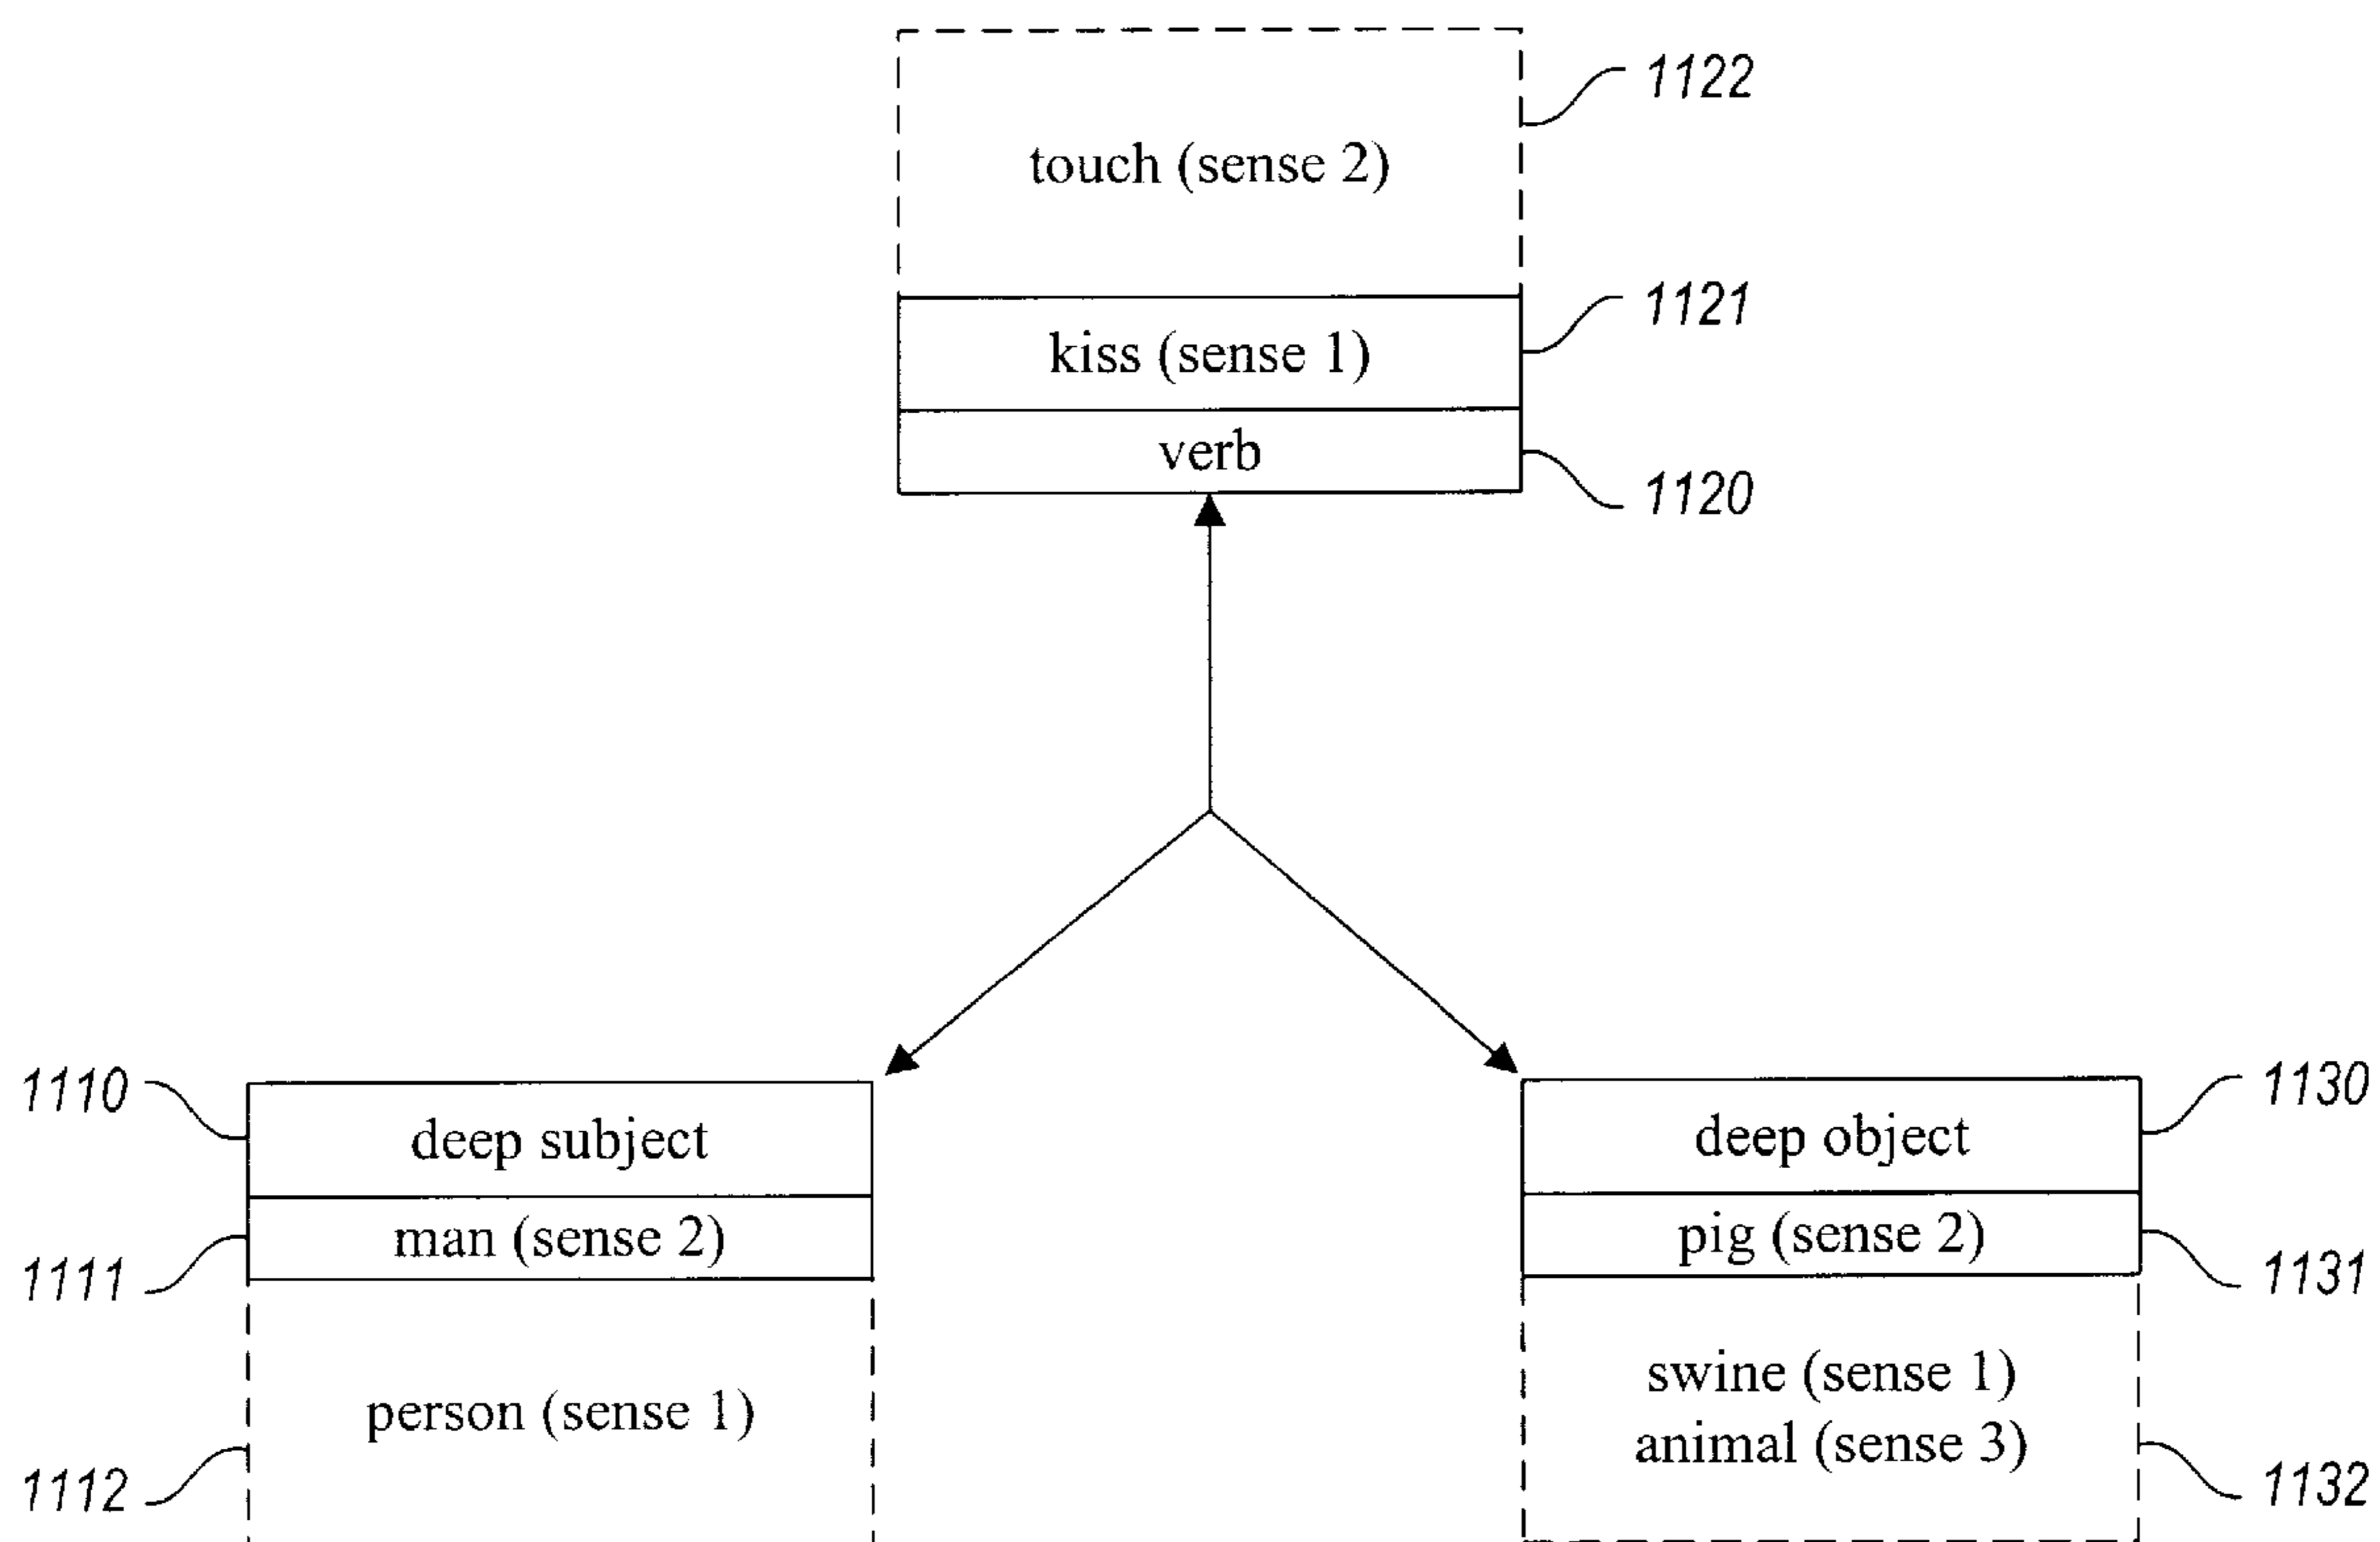 1122
touch (sense 2)
1121
kiss (sense 1)
verb
1120
1110
deep subject
1130
deep object
man (sense 2)
pig (sense 2)
1111
1131
swine (sense 1)
person (sense 1)
animal (sense 3)
1112
1132